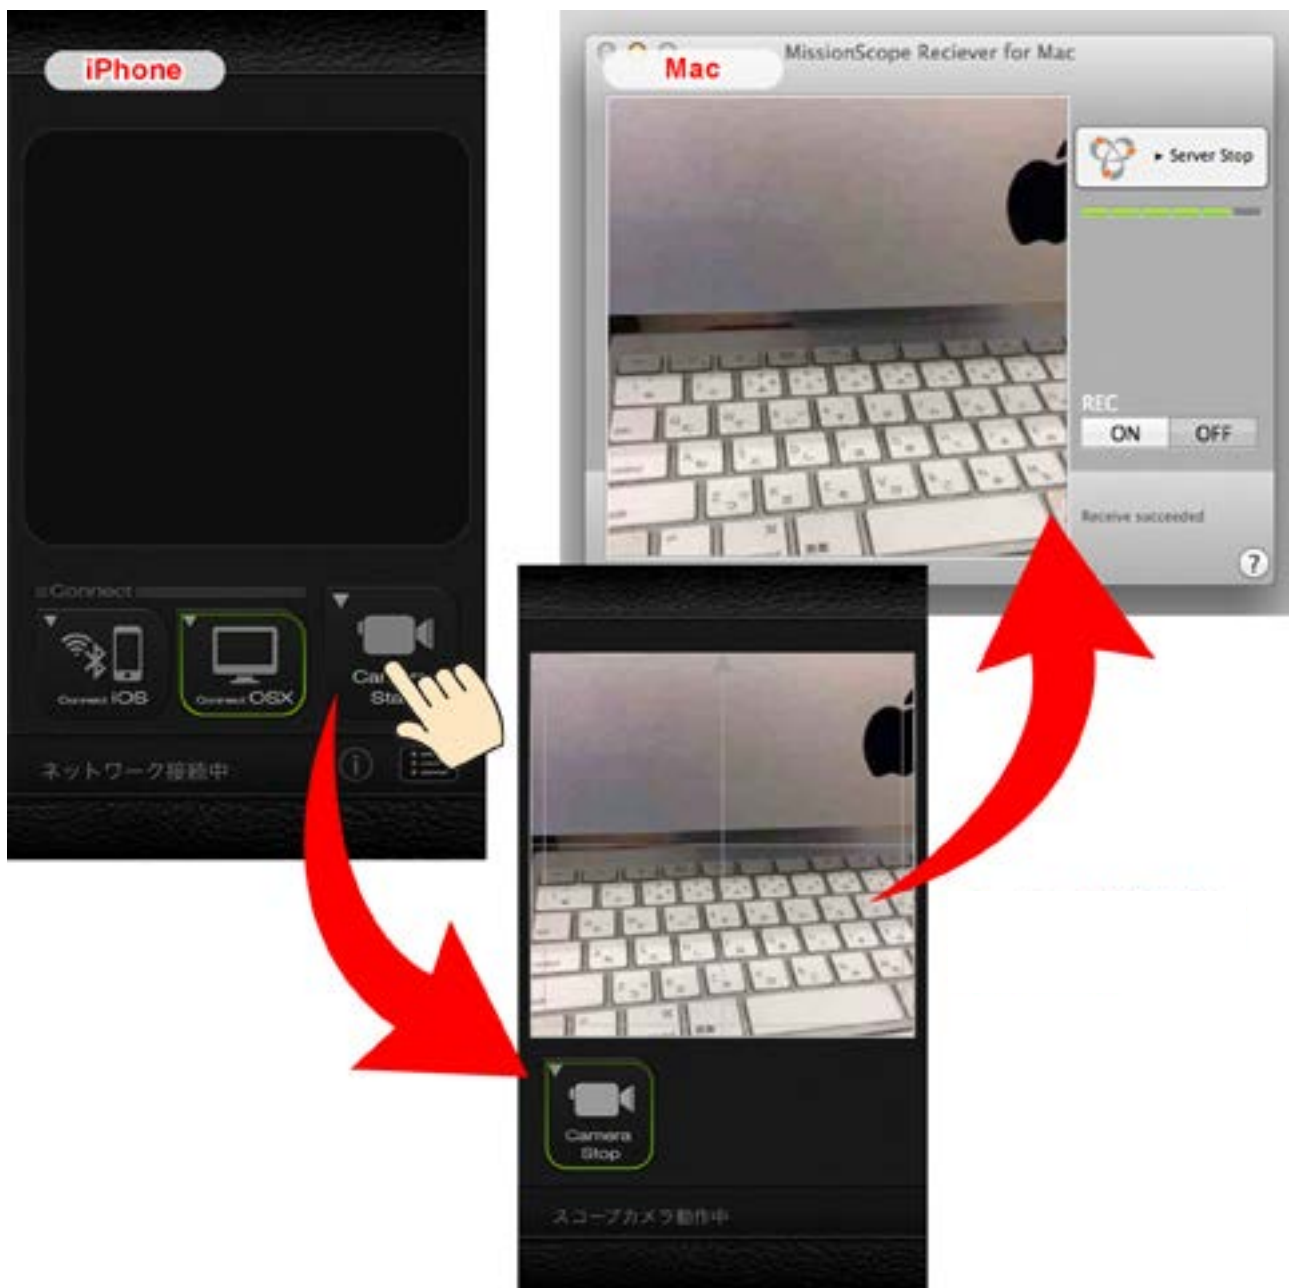 iPhone
Connect
Connect iOS
Connect OSX
Camera
Star
ネットワーク接続中
Mac
MissionScope Reciever for Mac
Server Stop
REC
ON
OFF
Receive succeeded
?
Camera
Stop
スコープカメラ動作中